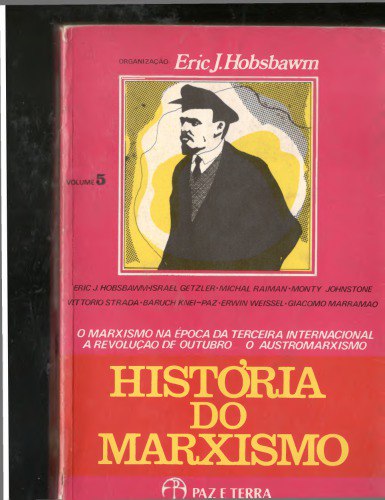 ORGANIZAÇÃO: Eric J. Hobsbawm
VOLUME 5
ERIC J. HOBSBAWM • ISRAEL GETZLER • MICHAL RAIMAN • MONTY JOHNSTONE
VITTORIO STRADA • BARUCH KNEI-PAZ • ERWIN WEISSEL • GIACOMO MARRAMAO
O MARXISMO NA ÉPOCA DA TERCEIRA INTERNACIONAL
A REVOLUÇÃO DE OUTUBRO O AUSTROMARXISMO
HISTÓRIA
DO
MARXISMO
PAZ E TERRA